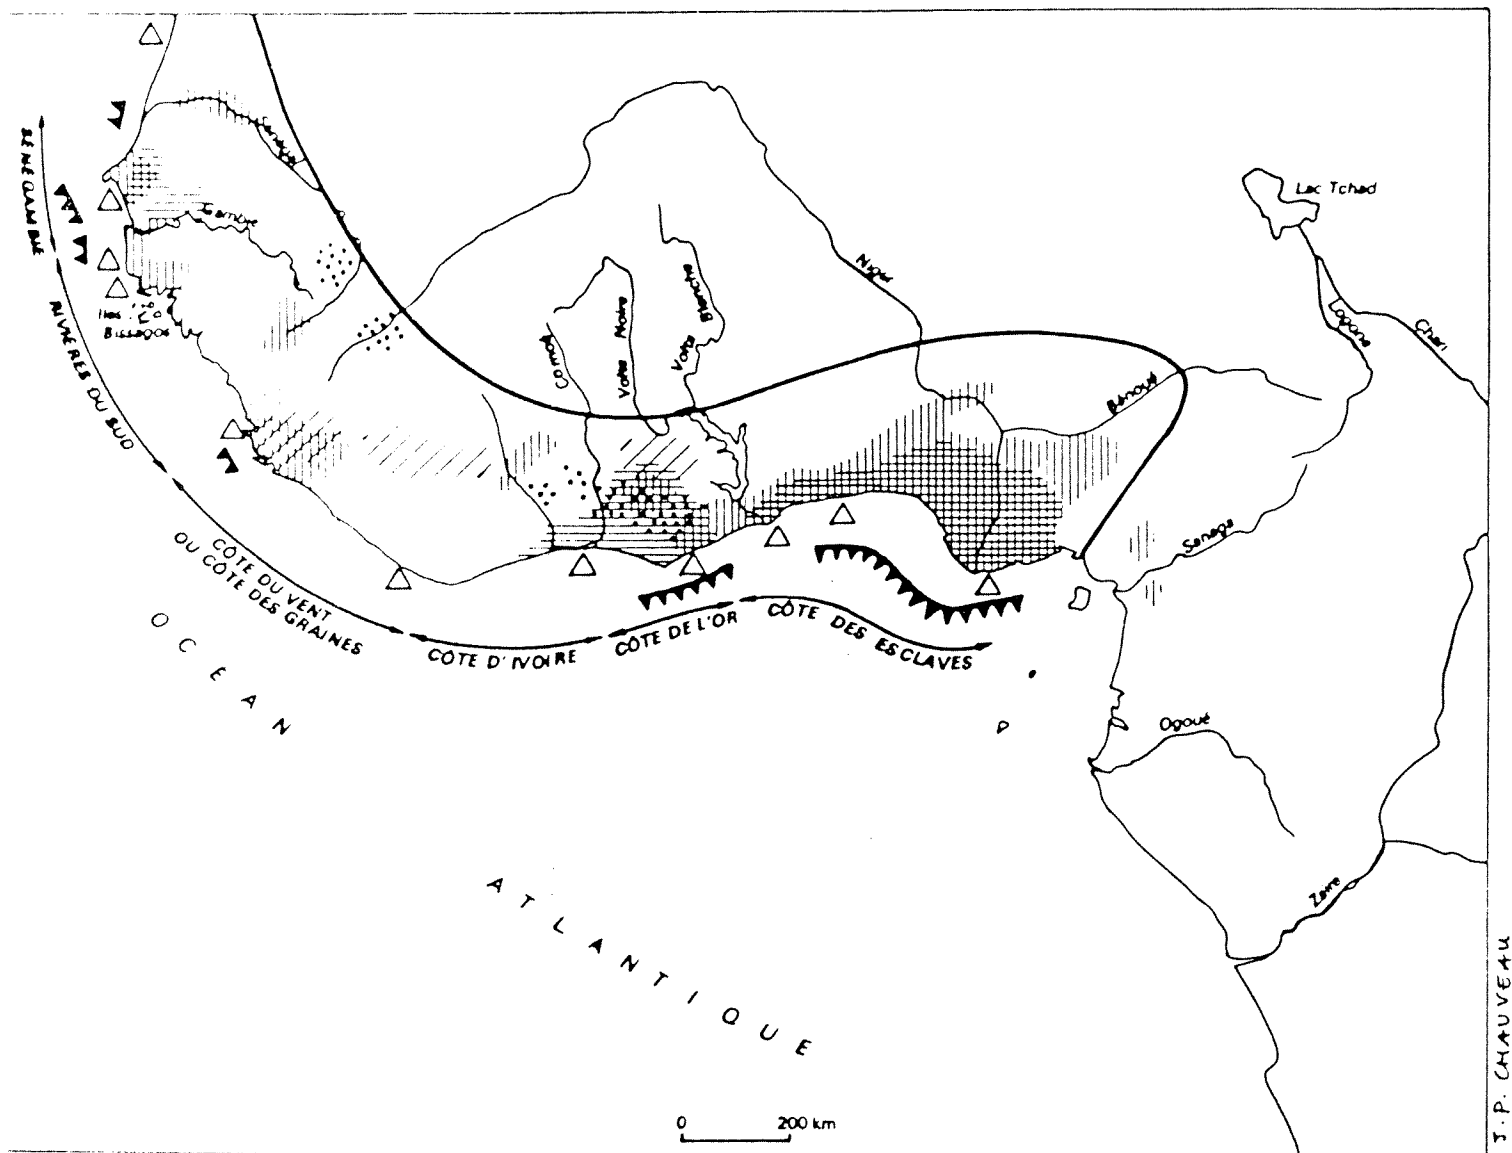 Sénégal
SÉNÉGAMBIE
Gambie
Lac Tchad
Niger
Iles
Bissagos
Volta Blanche
Volta Noire
Comoé
Logone
Chari
RIVIÈRES DU SUD
Bénoué
CÔTE DU VENT
OU CÔTE DES GRAINES
Sanaga
CÔTE D'IVOIRE
CÔTE DE L'OR
CÔTE DES ESCLAVES
OCÉAN
Ogoué
ATLANTIQUE
Zaïre
0 200 km
J.P. CHAUVEAU